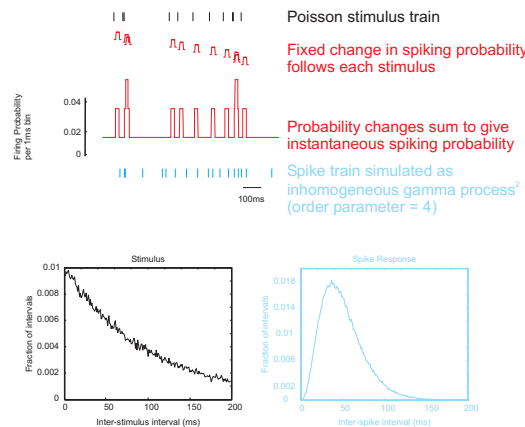 Poisson stimulus train
Fixed change in spiking probability
follows each stimulus
Firing Probability
per 1ms bin
0.04
0.02
0
Probability changes sum to give
instantaneous spiking probability
Spike train simulated as
inhomogeneous gamma process2
(order parameter = 4)
100ms
Stimulus
Fraction of intervals
0.01
0.008
0.006
0.004
0.002
0 50 100 150 200
Inter-stimulus interval (ms)
Spike Response
Fraction of intervals
0.018
0.014
0.01
0.006
0.002
0 50 100 150 200
Inter-spike interval (ms)